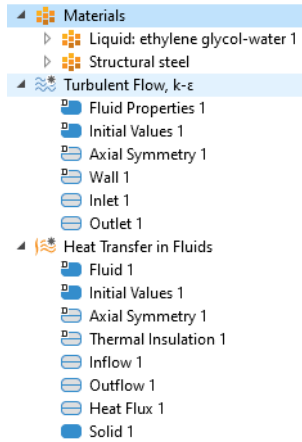 Materials
Liquid: ethylene glycol-water 1
Structural steel
Turbulent Flow, k-ε
Fluid Properties 1
Initial Values 1
Axial Symmetry 1
Wall 1
Inlet 1
Outlet 1
Heat Transfer in Fluids
Fluid 1
Initial Values 1
Axial Symmetry 1
Thermal Insulation 1
Inflow 1
Outflow 1
Heat Flux 1
Solid 1